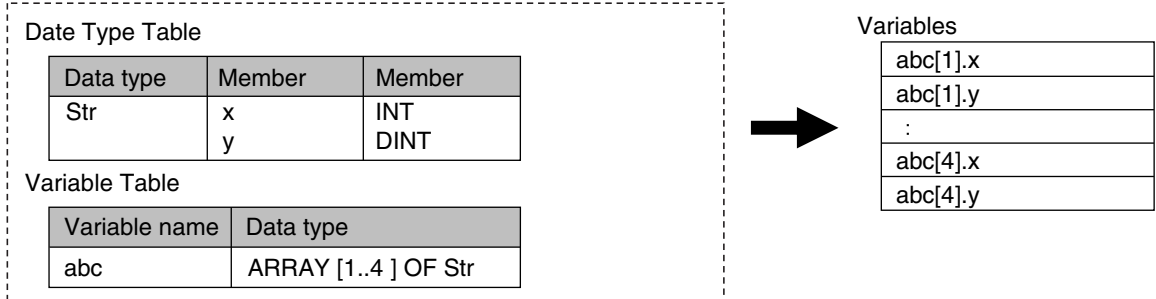 Date Type Table
Data type Member Member
Str x INT
y DINT
Variable Table
Variable name Data type
abc ARRAY [1..4 ] OF Str
Variables
abc[1].x
abc[1].y
:
abc[4].x
abc[4].y